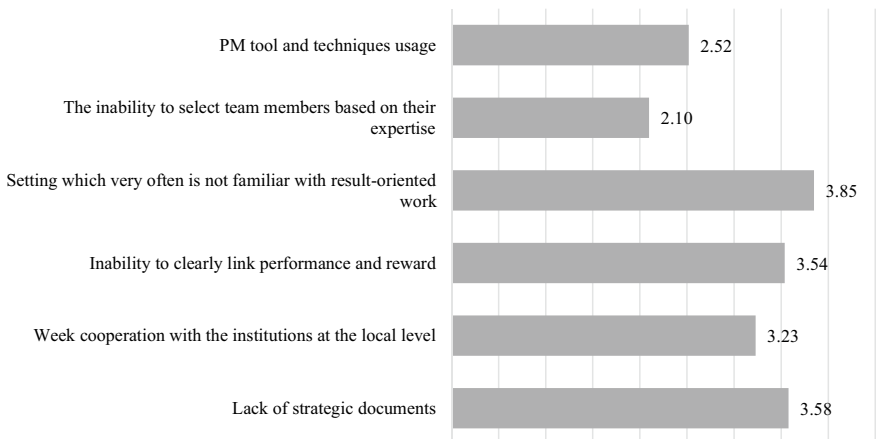 PM tool and techniques usage
2.52
The inability to select team members based on their
expertise
2.10
Setting which very often is not familiar with result-oriented
work
3.85
Inability to clearly link performance and reward
3.54
Week cooperation with the institutions at the local level
3.23
Lack of strategic documents
3.58